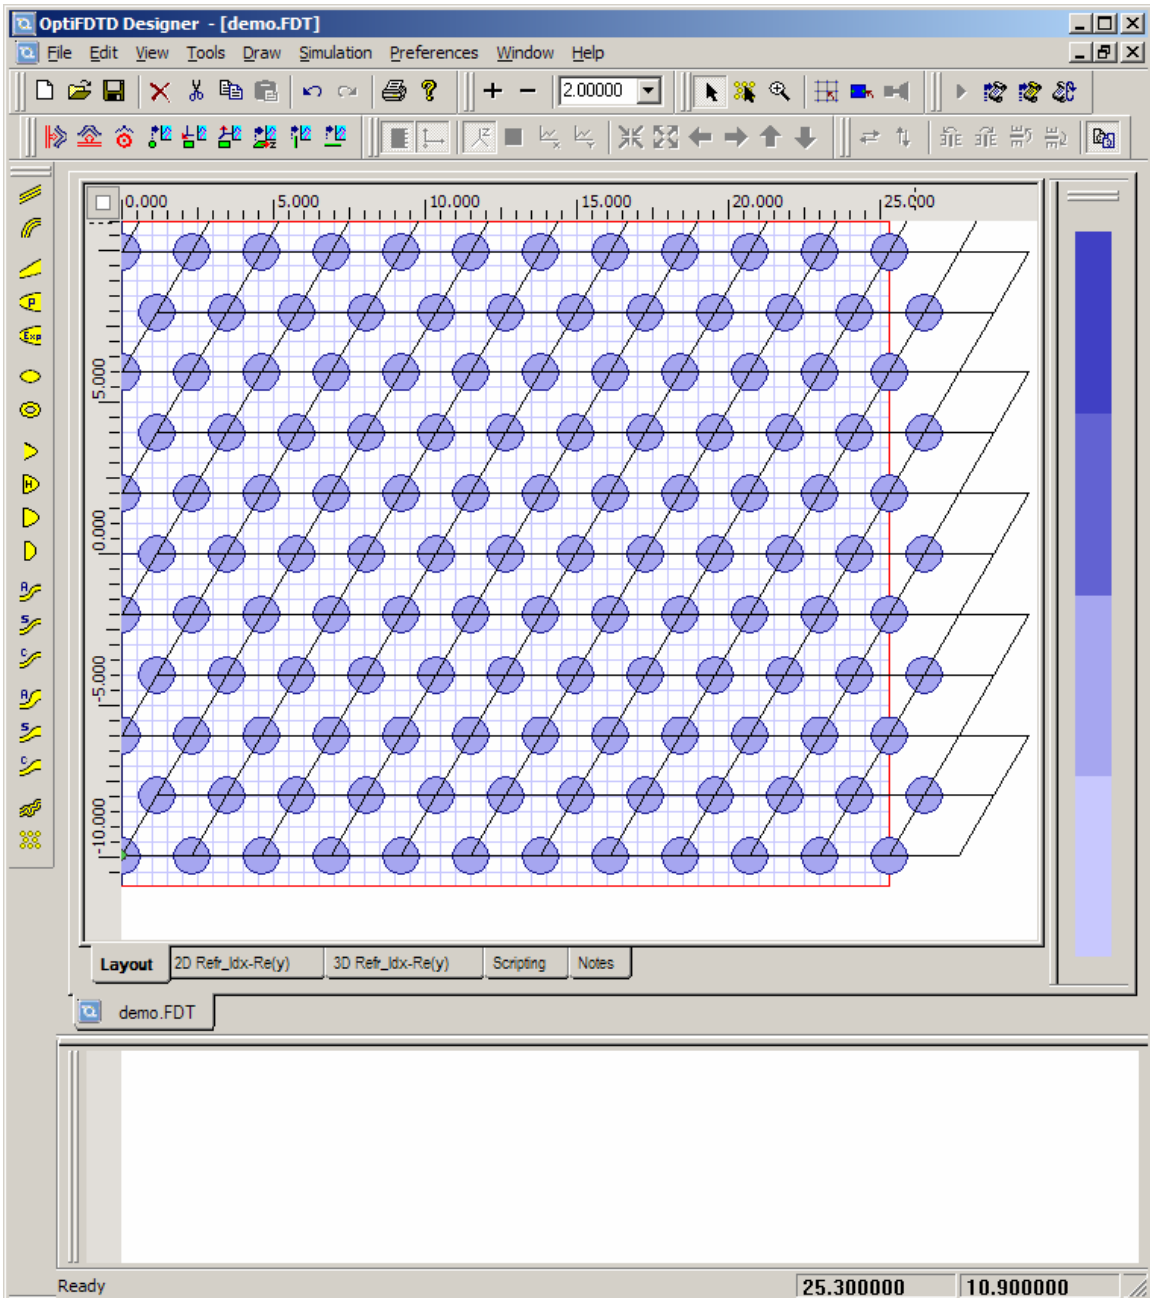 OptiFDTD Designer - [demo.FDT]
File Edit View Tools Draw Simulation Preferences Window Help
2.00000
0.000 5.000 10.000 15.000 20.000 25.000
5.000
0.000
-5.000
-10.000
P
Exp
H
A
S
C
A
S
C
Layout 2D Refr_Idx-Re(y) 3D Refr_Idx-Re(y) Scripting Notes
demo.FDT
Ready 25.300000 10.900000